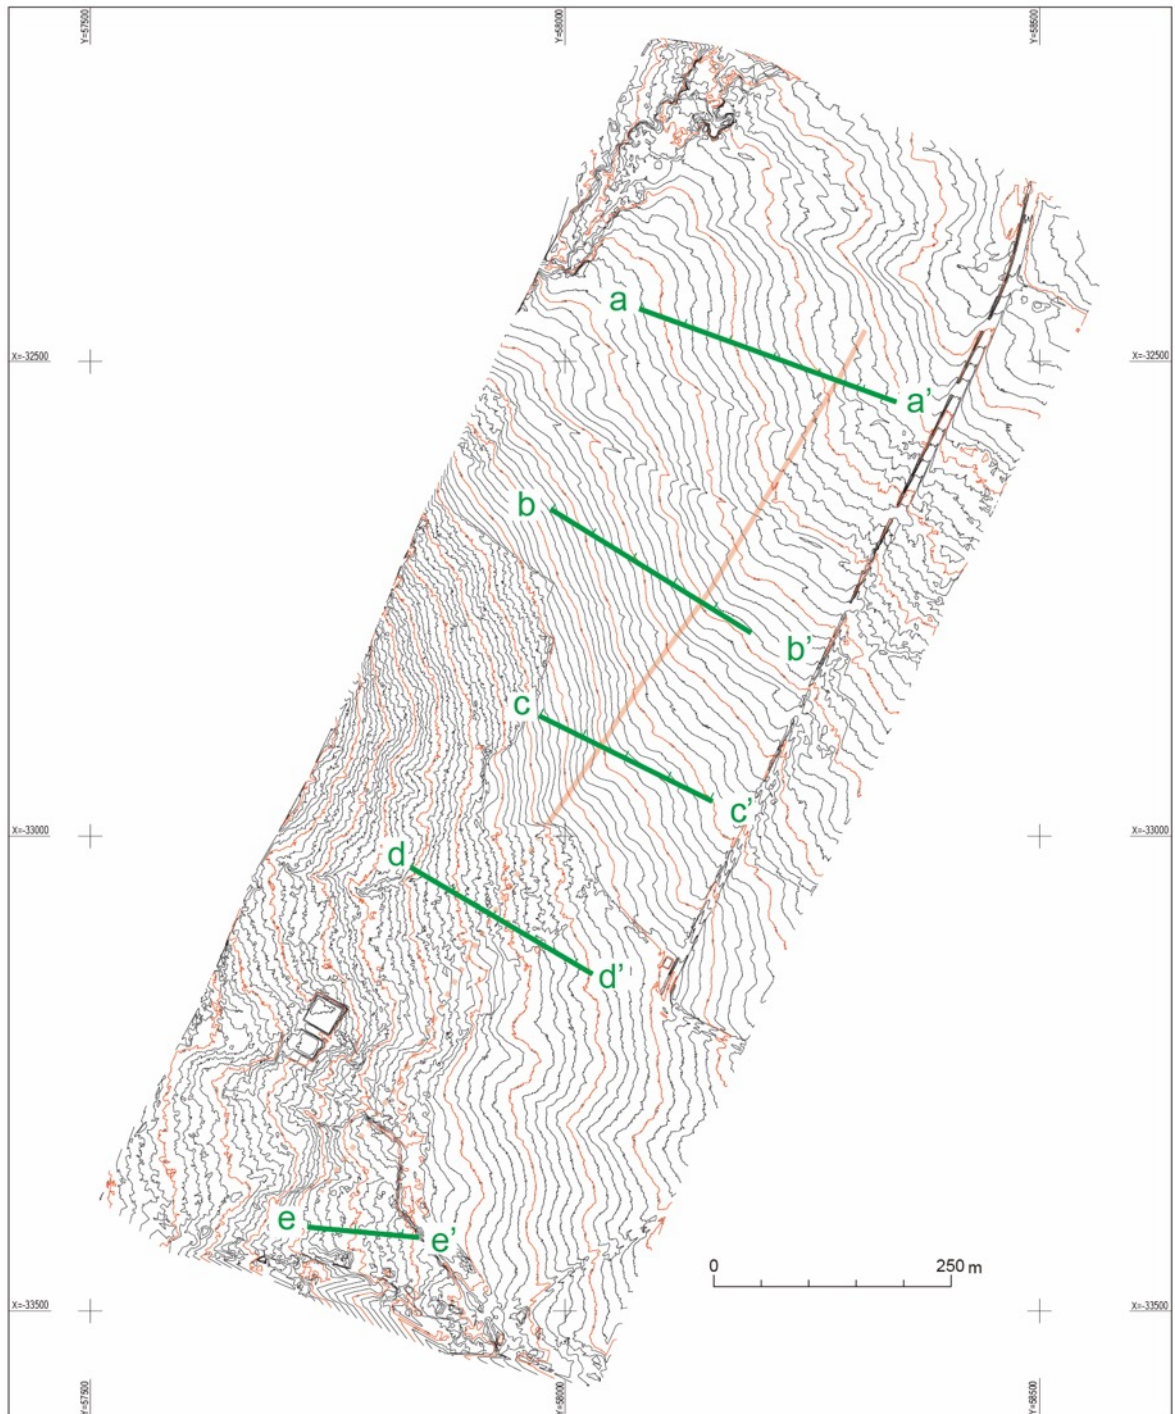 Y=57500
Y=58000
Y=58500
a
X=-32500
X=-32500
a’
b
b’
c
c’
X=-33000
X=-33000
d
d’
e
e’
0 250 m
X=-33500
X=-33500
Y=57500
Y=58000
Y=58500